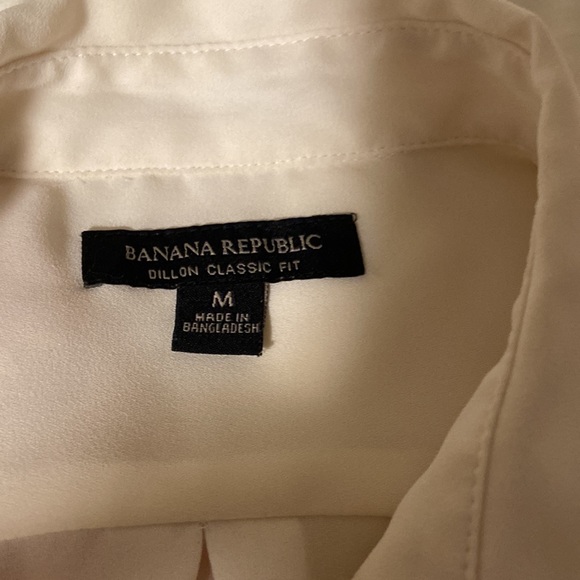 BANANA REPUBLIC
DILLON CLASSIC FIT
M
MADE IN
BANGLADESH